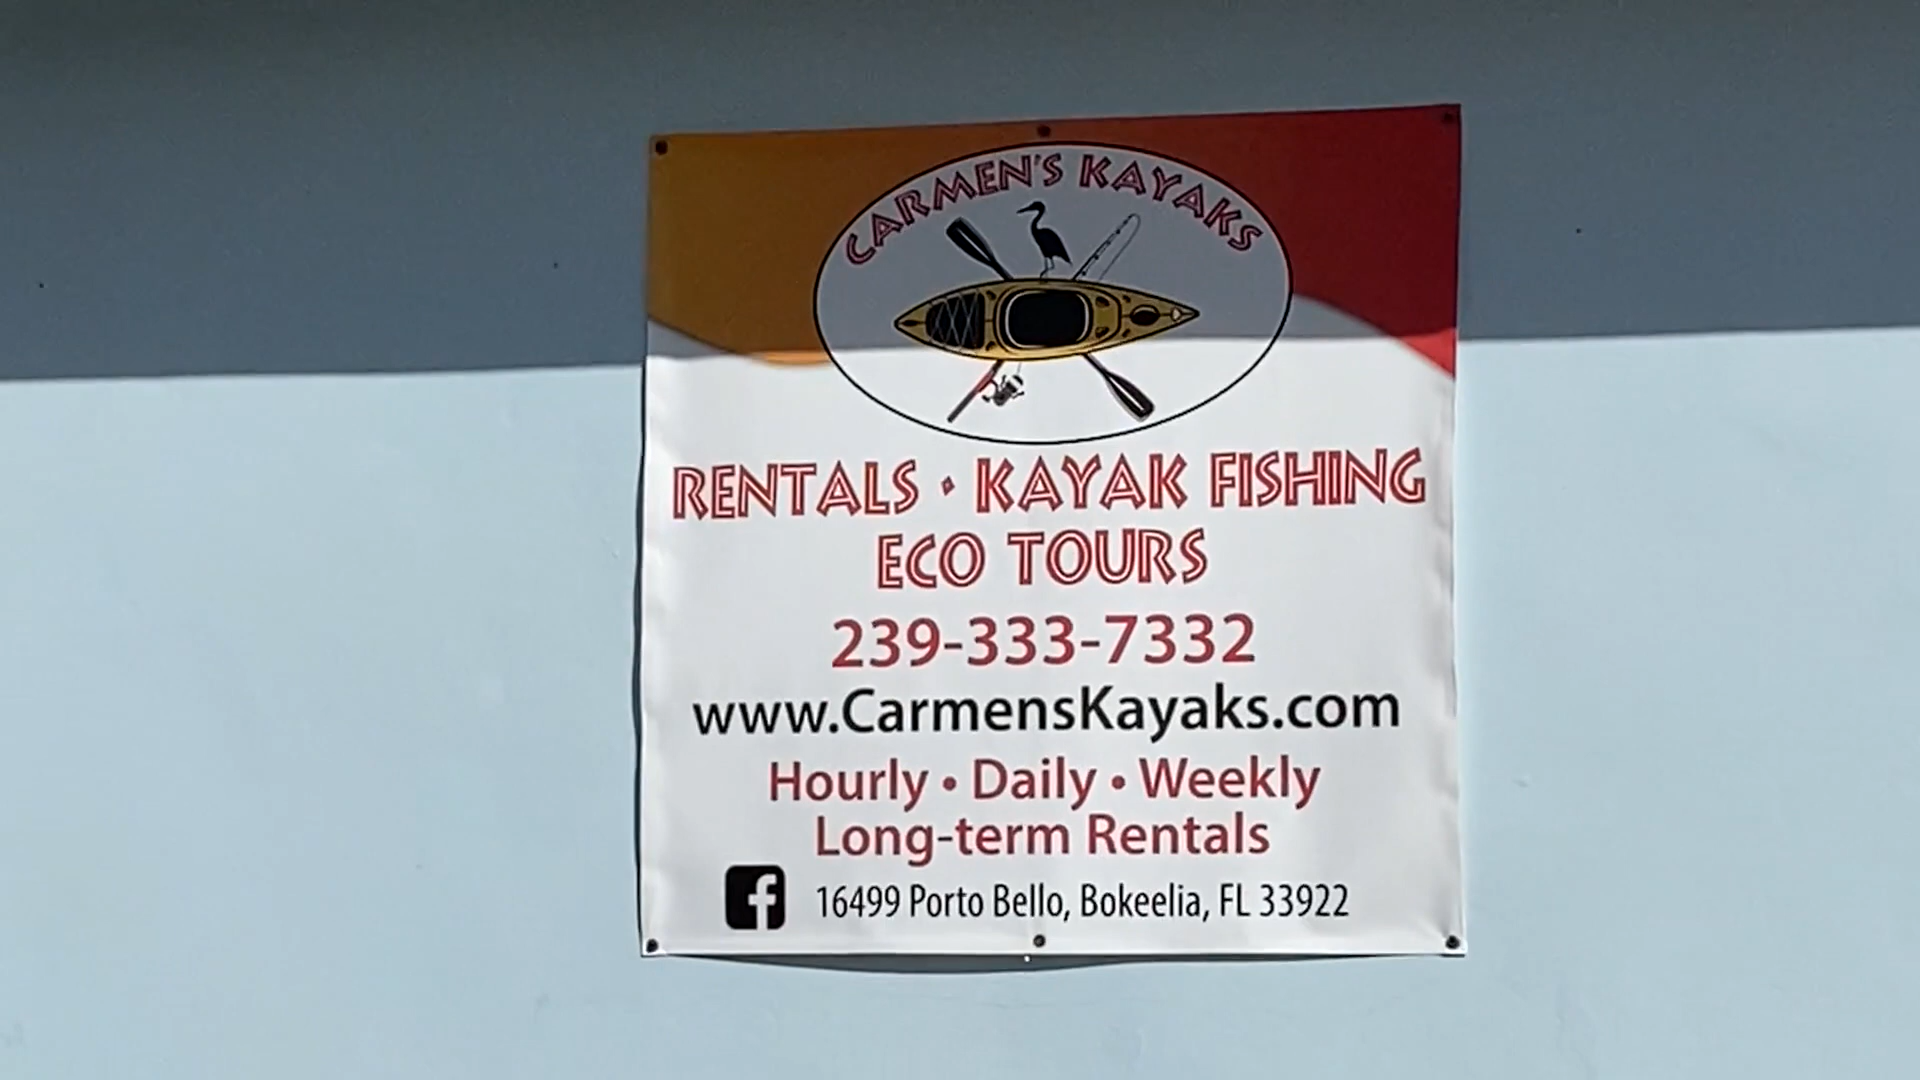 CARMEN'S KAYAKS
RENTALS • KAYAK FISHING
ECO TOURS
239-333-7332
www.CarmensKayaks.com
Hourly • Daily • Weekly
Long-term Rentals
f 16499 Porto Bello, Bokeelia, FL 33922